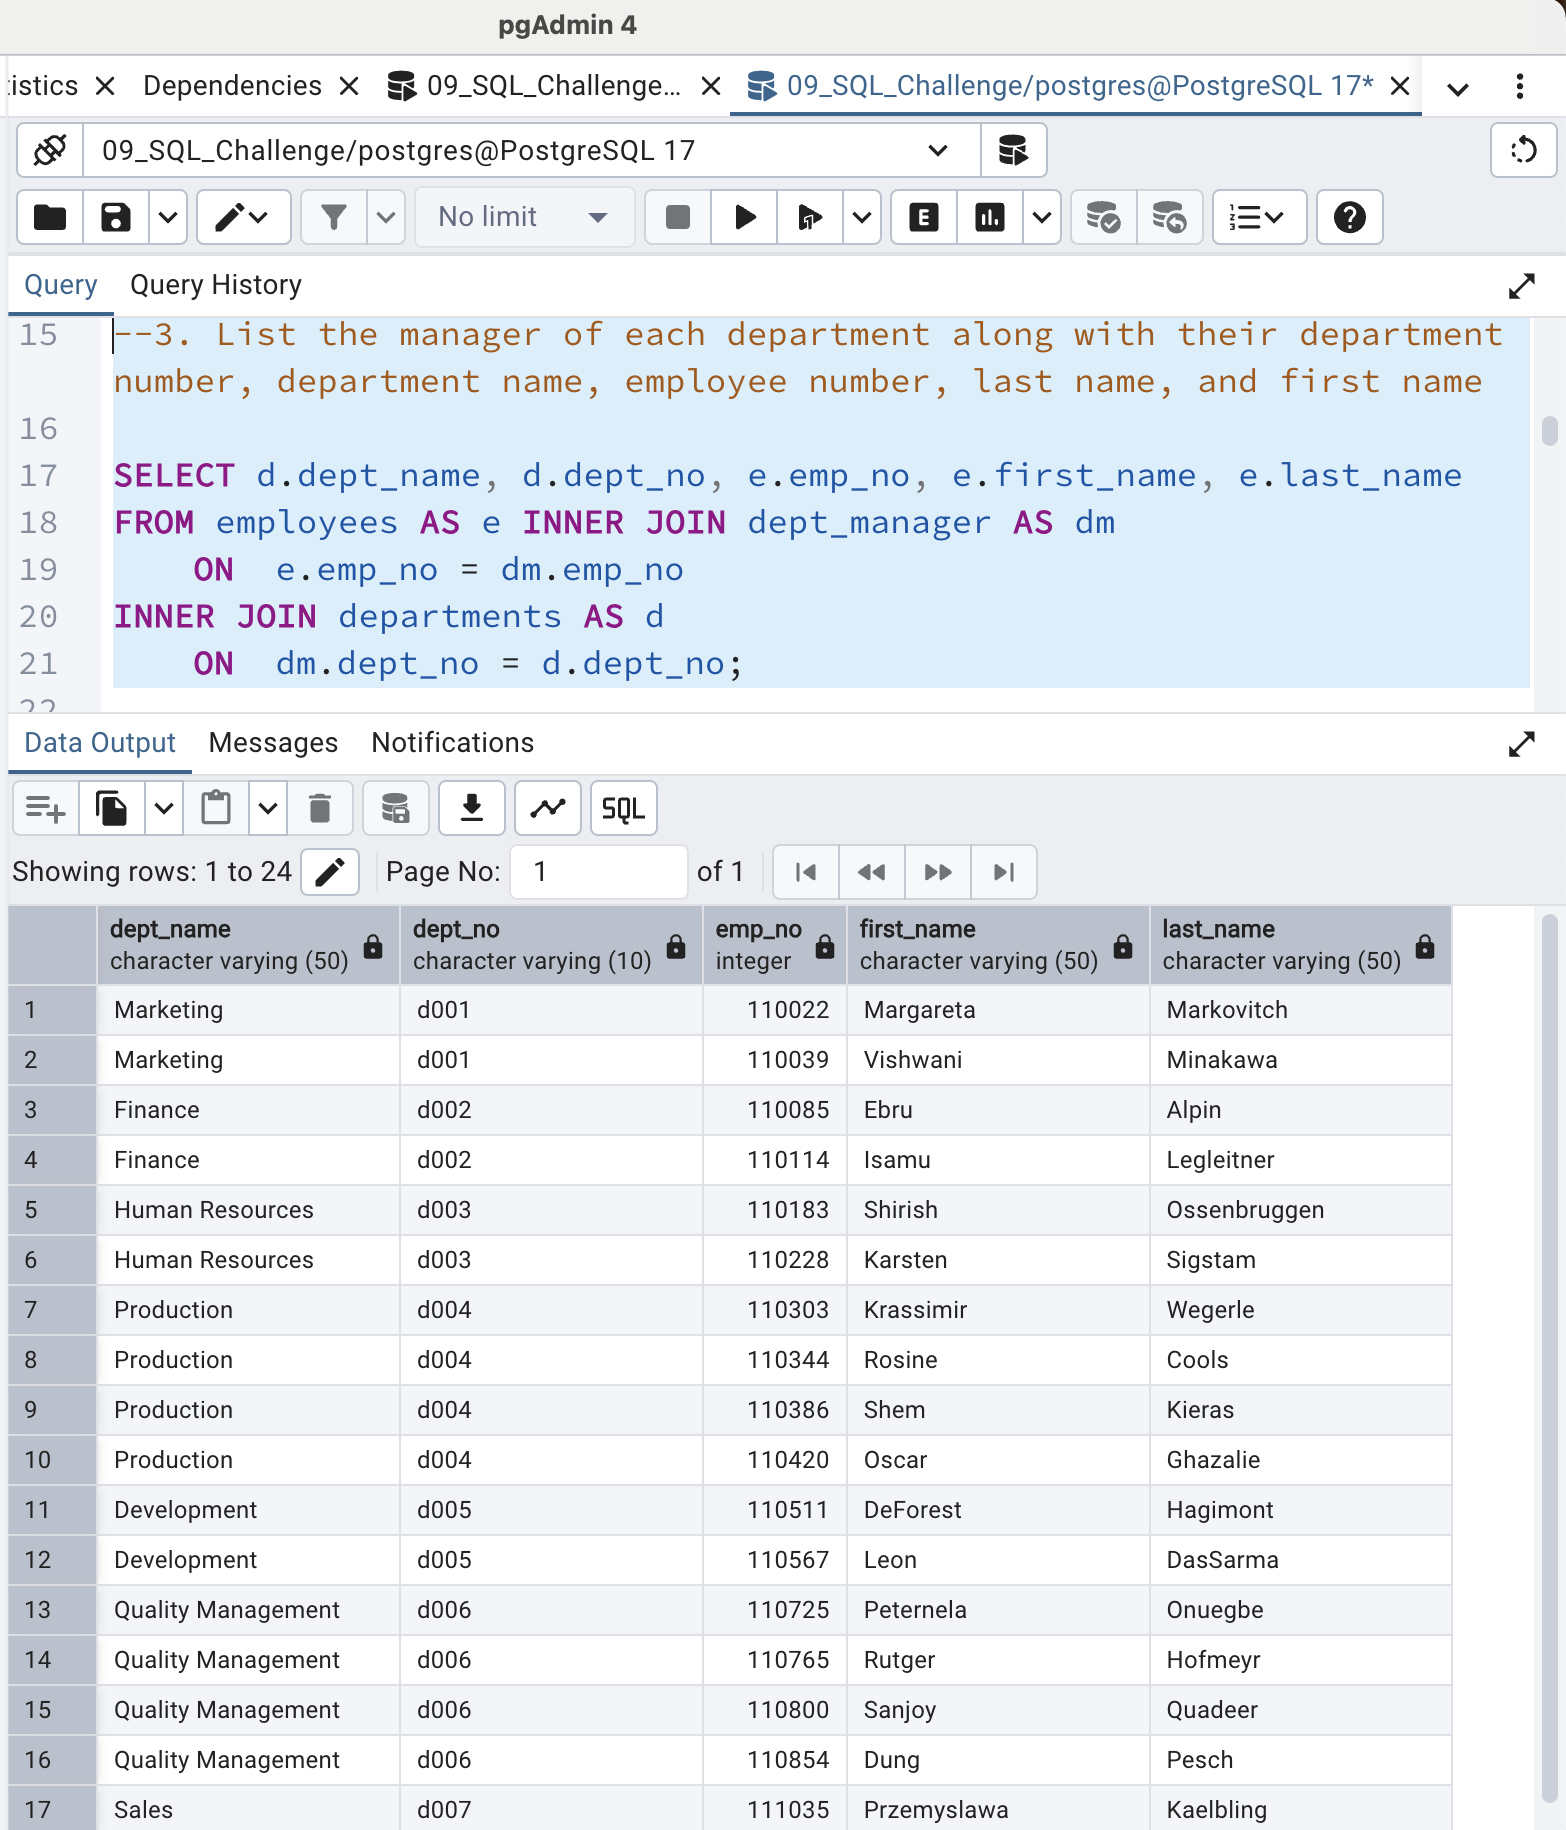 pgAdmin 4
tistics Dependencies 09_SQL_Challenge... 09_SQL_Challenge/postgres@PostgreSQL 17*
09_SQL_Challenge/postgres@PostgreSQL 17
No limit
E
Query Query History
15 --3. List the manager of each department along with their department
number, department name, employee number, last name, and first name
16
17 SELECT d.dept_name, d.dept_no, e.emp_no, e.first_name, e.last_name
18 FROM employees AS e INNER JOIN dept_manager AS dm
19 ON e.emp_no = dm.emp_no
20 INNER JOIN departments AS d
21 ON dm.dept_no = d.dept_no;
22
Data Output Messages Notifications
SQL
Showing rows: 1 to 24 Page No: 1 of 1
dept_name dept_no emp_no first_name last_name
character varying (50) character varying (10) integer character varying (50) character varying (50)
1 Marketing d001 110022 Margareta Markovitch
2 Marketing d001 110039 Vishwani Minakawa
3 Finance d002 110085 Ebru Alpin
4 Finance d002 110114 Isamu Legleitner
5 Human Resources d003 110183 Shirish Ossenbruggen
6 Human Resources d003 110228 Karsten Sigstam
7 Production d004 110303 Krassimir Wegerle
8 Production d004 110344 Rosine Cools
9 Production d004 110386 Shem Kieras
10 Production d004 110420 Oscar Ghazalie
11 Development d005 110511 DeForest Hagimont
12 Development d005 110567 Leon DasSarma
13 Quality Management d006 110725 Peternela Onuegbe
14 Quality Management d006 110765 Rutger Hofmeyr
15 Quality Management d006 110800 Sanjoy Quadeer
16 Quality Management d006 110854 Dung Pesch
17 Sales d007 111035 Przemyslawa Kaelbling